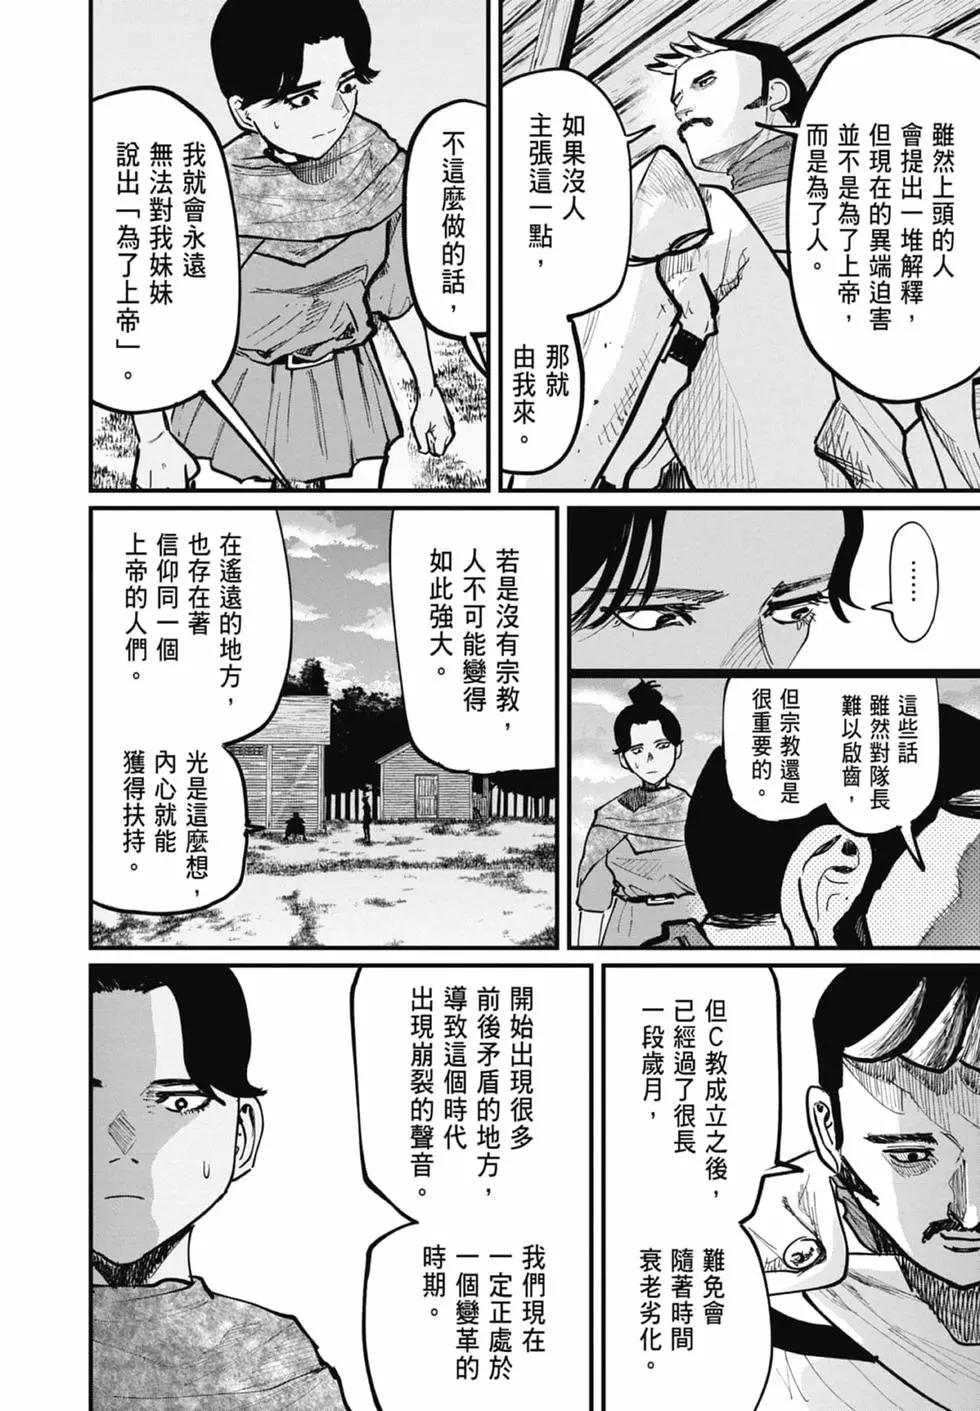 雖然上頭的人
會提出一堆解釋，
但現在的異端迫害
並不是為了上帝，
而是為了人。
如果沒人
主張這一點，
那就
由我來。
不這麼做的話，
我就會永遠
無法對我妹妹
說出「為了上帝」。
……
這些話
雖然對隊長
難以啟齒，
但宗教還是
很重要的。
若是沒有宗教，
人不可能變得
如此強大。
在遙遠的地方，
也存在著
信仰同一個
上帝的人們。
光是這麼想，
內心就能
獲得扶持。
但C教成立之後，
已經過了很長
一段歲月，
難免會
隨著時間
衰老劣化。
開始出現很多
前後矛盾的地方，
導致這個時代
出現崩裂的聲音。
我們現在
一定正處於
一個變革的
時期。